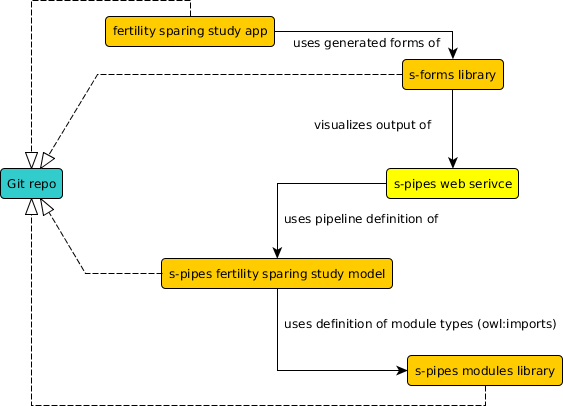 fertility sparing study app
uses generated forms of
s-forms library
visualizes output of
Git repo
s-pipes web serivce
uses pipeline definition of
s-pipes fertility sparing study model
uses definition of module types (owl:imports)
s-pipes modules library